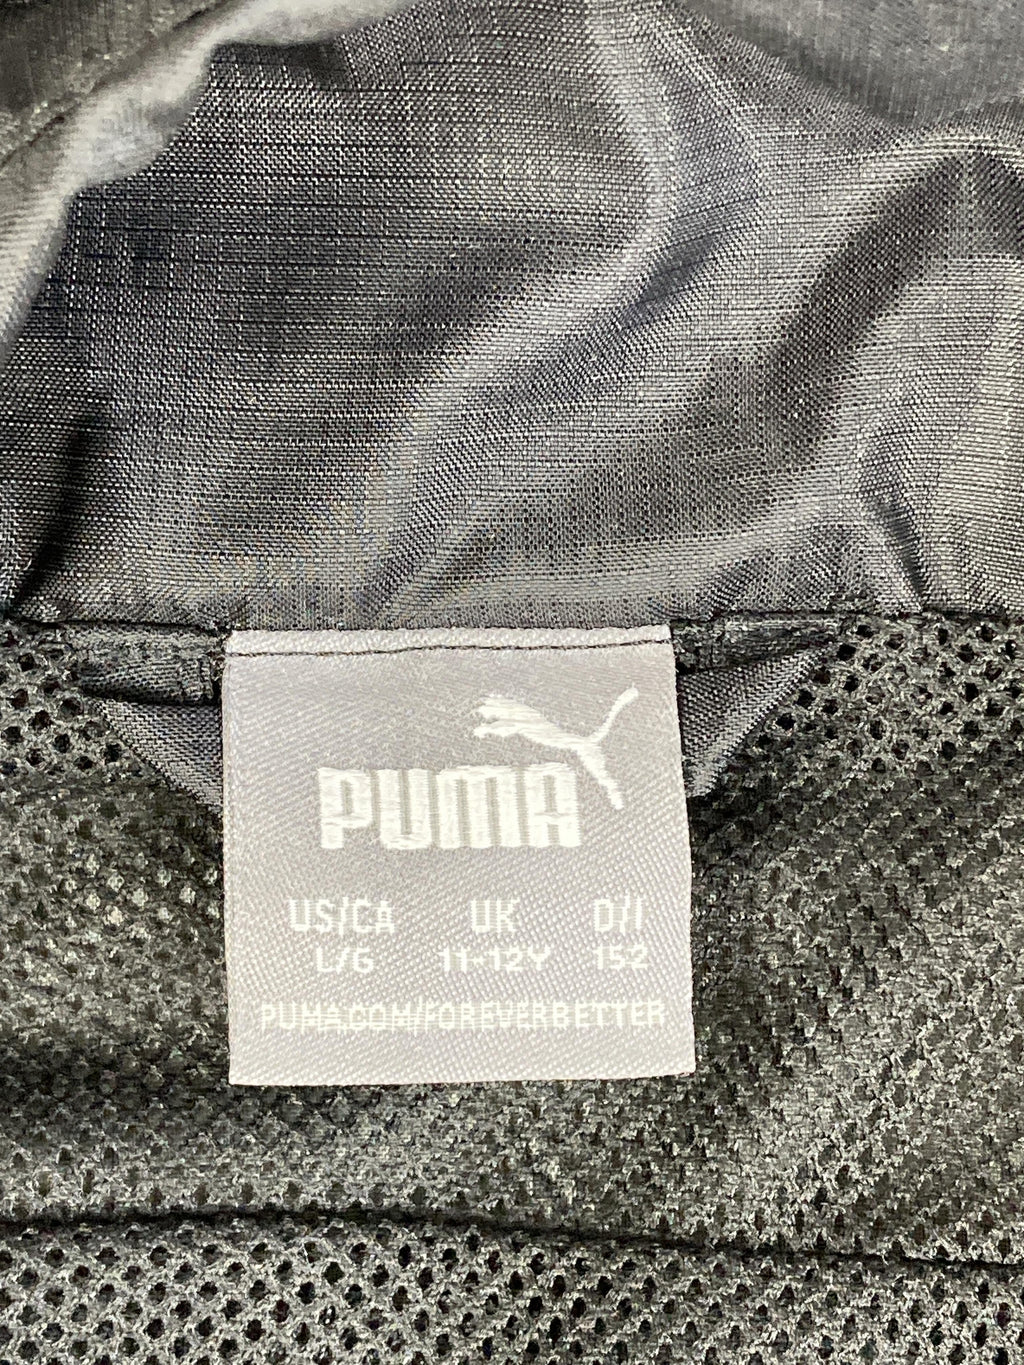 PUMA
US/CA UK D/I
L/G 11-12Y 152
PUMA.COM/FOREVERBETTER